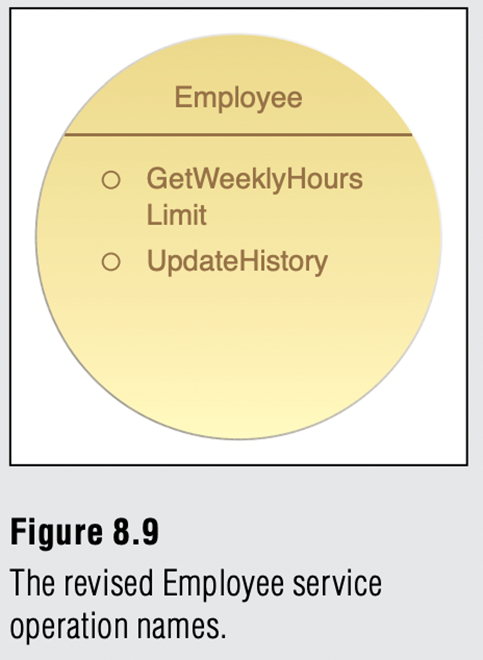 Employee
GetWeeklyHours
Limit
UpdateHistory
Figure 8.9
The revised Employee service
operation names.